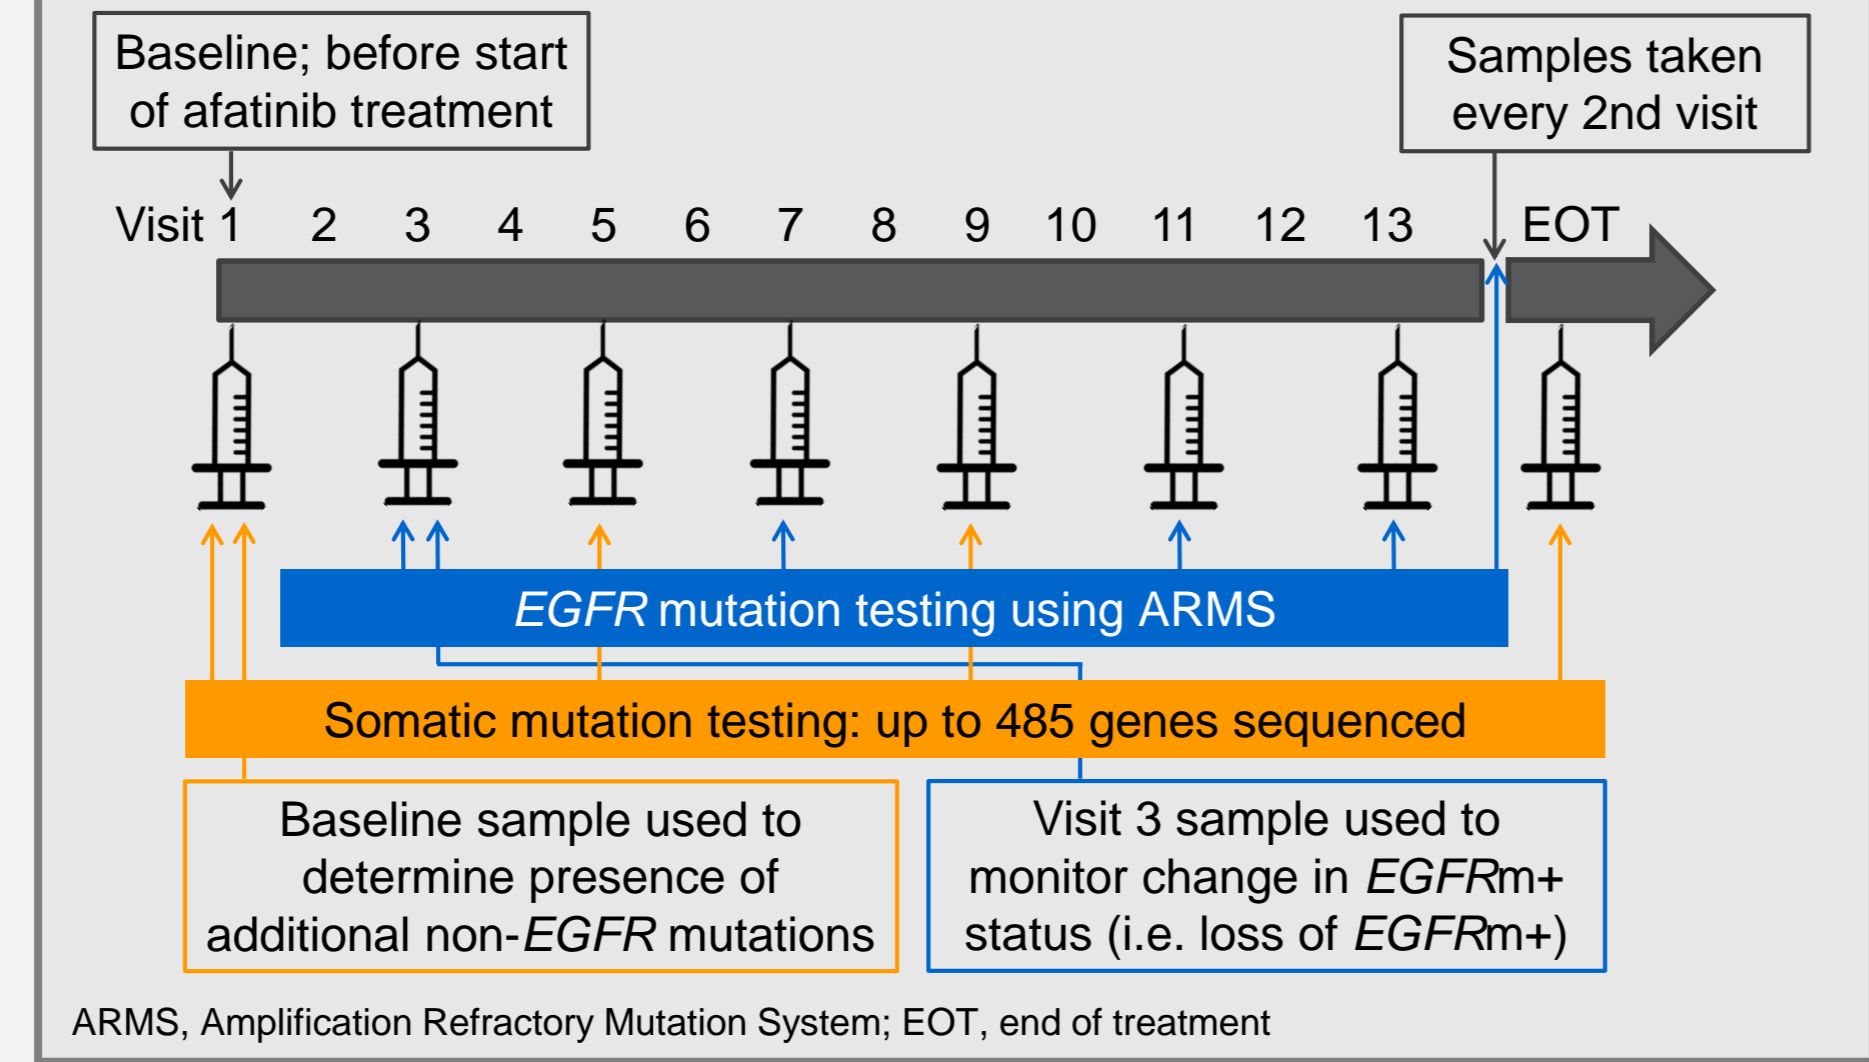 Baseline; before start
of afatinib treatment
Samples taken
every 2nd visit
Visit 1 2 3 4 5 6 7 8 9 10 11 12 13 EOT
EGFR mutation testing using ARMS
Somatic mutation testing: up to 485 genes sequenced
Baseline sample used to
determine presence of
additional non-EGFR mutations
Visit 3 sample used to
monitor change in EGFRm+
status (i.e. loss of EGFRm+)
ARMS, Amplification Refractory Mutation System; EOT, end of treatment